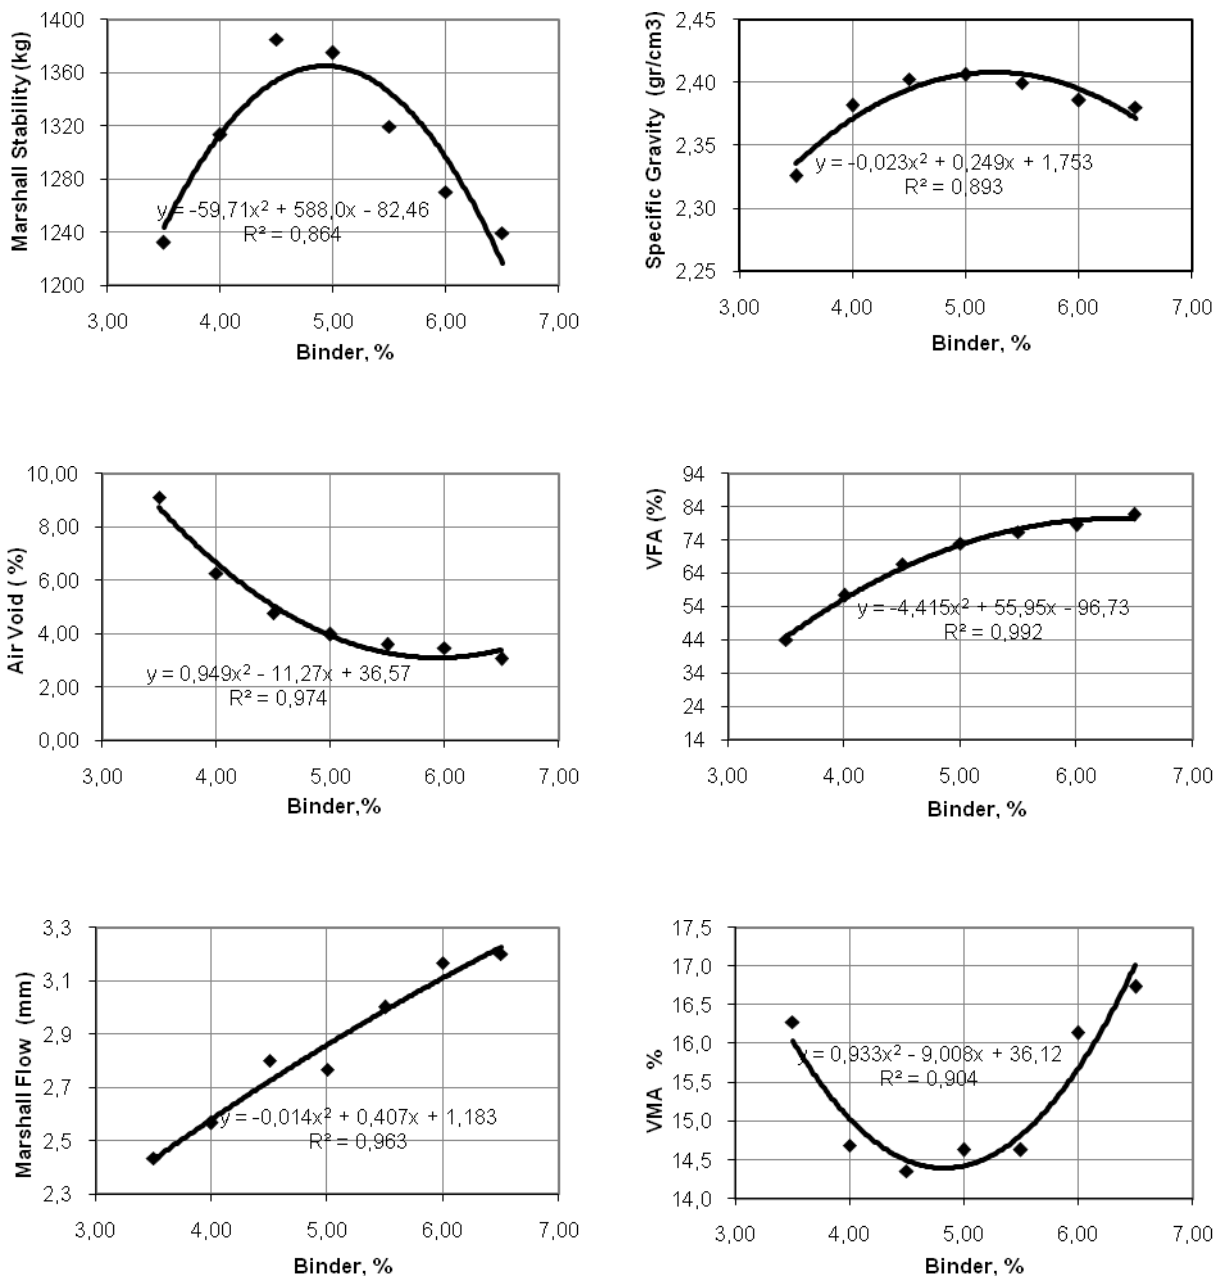 Marshall Stability (kg)
1400
1360
1320
1280
1240
1200
y = -59,71x² + 588,0x - 82,46
R² = 0,864
3,00 4,00 5,00 6,00 7,00
Binder, %
Specific Gravity (gr/cm3)
2,45
2,40
2,35
2,30
2,25
y = -0,023x² + 0,249x + 1,753
R² = 0,893
3,00 4,00 5,00 6,00 7,00
Binder, %
Air Void ( %)
10,00
8,00
6,00
4,00
2,00
0,00
y = 0,949x² - 11,27x + 36,57
R² = 0,974
3,00 4,00 5,00 6,00 7,00
Binder,%
VFA (%)
94
84
74
64
54
44
34
24
14
y = -4,415x² + 55,95x - 96,73
R² = 0,992
3,00 4,00 5,00 6,00 7,00
Binder, %
Marshall Flow (mm)
3,3
3,1
2,9
2,7
2,5
2,3
y = -0,014x² + 0,407x + 1,183
R² = 0,963
3,00 4,00 5,00 6,00 7,00
Binder, %
VMA %
17,5
17,0
16,5
16,0
15,5
15,0
14,5
14,0
y = 0,933x² - 9,008x + 36,12
R² = 0,904
3,00 4,00 5,00 6,00 7,00
Binder, %